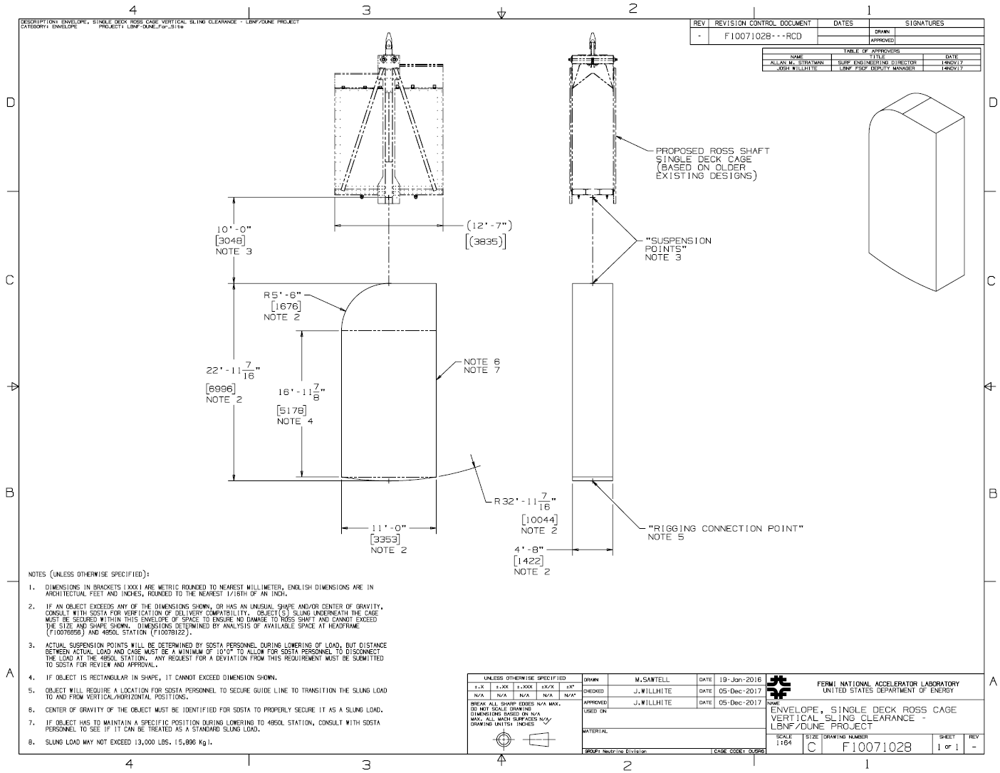 4
3
2
1
DESCRIPTION: ENVELOPE, SINGLE DECK ROSS CAGE VERTICAL SLING CLEARANCE - LBNF/DUNE PROJECT
CATEGORY: ENVELOPE PROJECT: LBNF-DUNE_For_Site
REV REVISION CONTROL DOCUMENT DATES SIGNATURES
- F10071028---RCD DRAWN
APPROVED
TABLE OF APPROVERS
NAME TITLE DATE
ALLAN M. STRATMAN SURF ENGINEERING DIRECTOR 14NOV17
JOSH WILLHITE LBNF FSCF DEPUTY MANAGER 14NOV17
D
D
PROPOSED ROSS SHAFT
SINGLE DECK CAGE
(BASED ON OLDER
EXISTING DESIGNS)
10'-0"
[3048]
NOTE 3
(12'-7")
[(3835)]
"SUSPENSION
POINTS"
NOTE 3
C
C
R5'-6"
[1676]
NOTE 2
22'-11 7/16"
[6996]
NOTE 2
16'-11 7/8"
[5178]
NOTE 4
NOTE 6
NOTE 7
B
B
R32'-11 7/16"
[10044]
NOTE 2
11'-0"
[3353]
NOTE 2
"RIGGING CONNECTION POINT"
NOTE 5
4'-8"
[1422]
NOTE 2
NOTES (UNLESS OTHERWISE SPECIFIED):
1. DIMENSIONS IN BRACKETS [XXX] ARE METRIC ROUNDED TO NEAREST MILLIMETER, ENGLISH DIMENSIONS ARE IN
ARCHITECTUAL FEET AND INCHES, ROUNDED TO THE NEAREST 1/16TH OF AN INCH.
2. IF AN OBJECT EXCEEDS ANY OF THE DIMENSIONS SHOWN, OR HAS AN UNUSUAL SHAPE AND/OR CENTER OF GRAVITY,
CONSULT WITH SDSTA FOR VERFICATION OF DELIVERY COMPATBILITY. OBJECT(S) SLUNG UNDERNEATH THE CAGE
MUST BE SECURED WITHIN THIS ENVELOPE OF SPACE TO ENSURE NO DAMAGE TO ROSS SHAFT AND CANNOT EXCEED
THE SIZE AND SHAPE SHOWN. DIMENSIONS DETERMINED BY ANALYSIS OF AVAILABLE SPACE AT HEADFRAME
(F10076656) AND 4850L STATION (F10078122).
3. ACTUAL SUSPENSION POINTS WILL BE DETERMINED BY SDSTA PERSONNEL DURING LOWERING OF LOAD, BUT DISTANCE
BETWEEN ACTUAL LOAD AND CAGE MUST BE A MINIMUM OF 10'0" TO ALLOW FOR SDSTA PERSONNEL TO DISCONNECT
THE LOAD AT THE 4850L STATION. ANY REQUEST FOR A DEVIATION FROM THIS REQUIREMENT MUST BE SUBMITTED
TO SDSTA FOR REVIEW AND APPROVAL.
4. IF OBJECT IS RECTANGULAR IN SHAPE, IT CANNOT EXCEED DIMENSION SHOWN.
5. OBJECT WILL REQUIRE A LOCATION FOR SDSTA PERSONNEL TO SECURE GUIDE LINE TO TRANSITION THE SLUNG LOAD
TO AND FROM VERTICAL/HORIZONTAL POSITIONS.
6. CENTER OF GRAVITY OF THE OBJECT MUST BE IDENTIFIED FOR SDSTA TO PROPERLY SECURE IT AS A SLUNG LOAD.
7. IF OBJECT HAS TO MAINTAIN A SPECIFIC POSITION DURING LOWERING TO 4850L STATION, CONSULT WITH SDSTA
PERSONNEL TO SEE IF IT CAN BE TREATED AS A STANDARD SLUNG LOAD.
8. SLUNG LOAD MAY NOT EXCEED 13,000 LBS. [5,896 Kg].
A
A
UNLESS OTHERWISE SPECIFIED
±.X ±.XX ±.XXX ±X/X ±X°
N/A N/A N/A N/A N/A°
BREAK ALL SHARP EDGES N/A MAX.
DO NOT SCALE DRAWING
DIMENSIONS BASED ON N/A
MAX. ALL MACH SURFACES N/A
DRAWING UNITS: INCHES
DRAWN M.SAWTELL DATE 19-Jan-2016
CHECKED J.WILLHITE DATE 05-Dec-2017
APPROVED J.WILLHITE DATE 05-Dec-2017
USED ON
MATERIAL
GROUP: Neutrino Division CAGE CODE: OU5R6
FERMI NATIONAL ACCELERATOR LABORATORY
UNITED STATES DEPARTMENT OF ENERGY
NAME
ENVELOPE, SINGLE DECK ROSS CAGE
VERTICAL SLING CLEARANCE -
LBNF/DUNE PROJECT
SCALE SIZE DRAWING NUMBER SHEET REV
1:64 C F10071028 1 OF 1 -
4
3
2
1